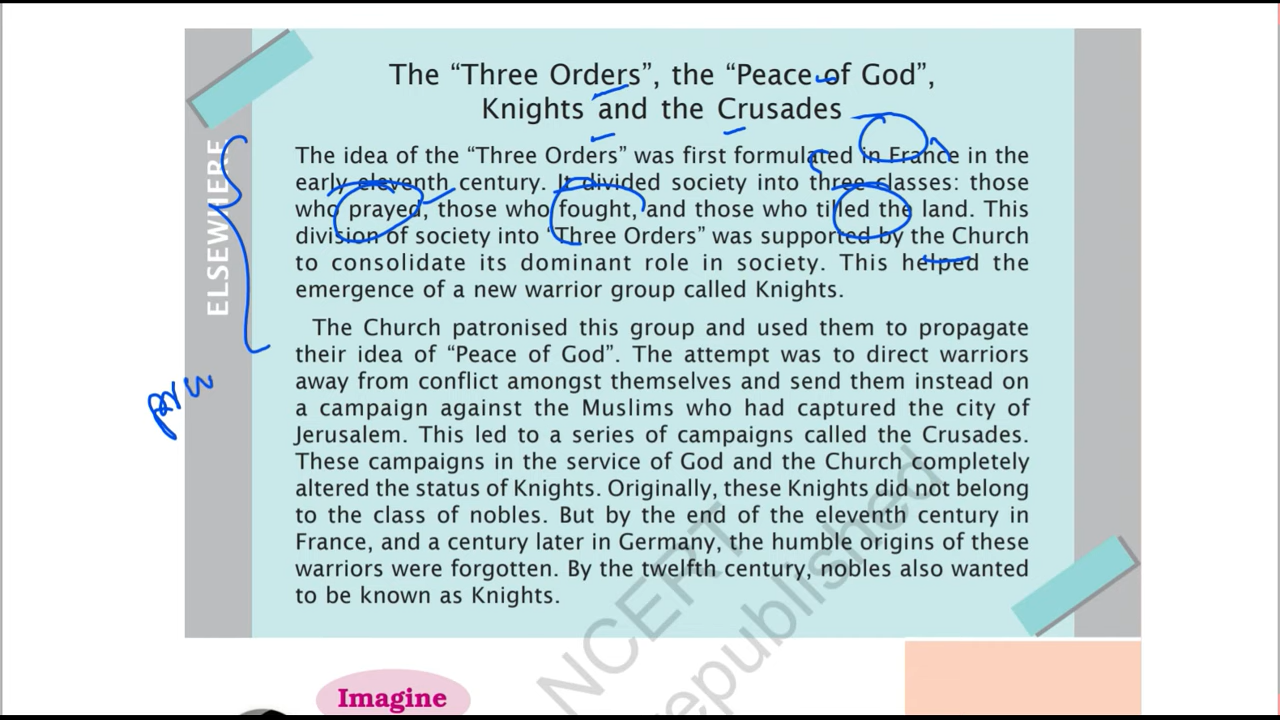 The “Three Orders”, the “Peace of God”,
Knights and the Crusades
ELSEWHERE
The idea of the “Three Orders” was first formulated in France in the
early eleventh century. It divided society into three classes: those
who prayed, those who fought, and those who tilled the land. This
division of society into “Three Orders” was supported by the Church
to consolidate its dominant role in society. This helped the
emergence of a new warrior group called Knights.
The Church patronised this group and used them to propagate
their idea of “Peace of God”. The attempt was to direct warriors
away from conflict amongst themselves and send them instead on
a campaign against the Muslims who had captured the city of
Jerusalem. This led to a series of campaigns called the Crusades.
These campaigns in the service of God and the Church completely
altered the status of Knights. Originally, these Knights did not belong
to the class of nobles. But by the end of the eleventh century in
France, and a century later in Germany, the humble origins of these
warriors were forgotten. By the twelfth century, nobles also wanted
to be known as Knights.
NCERT
republished
Imagine